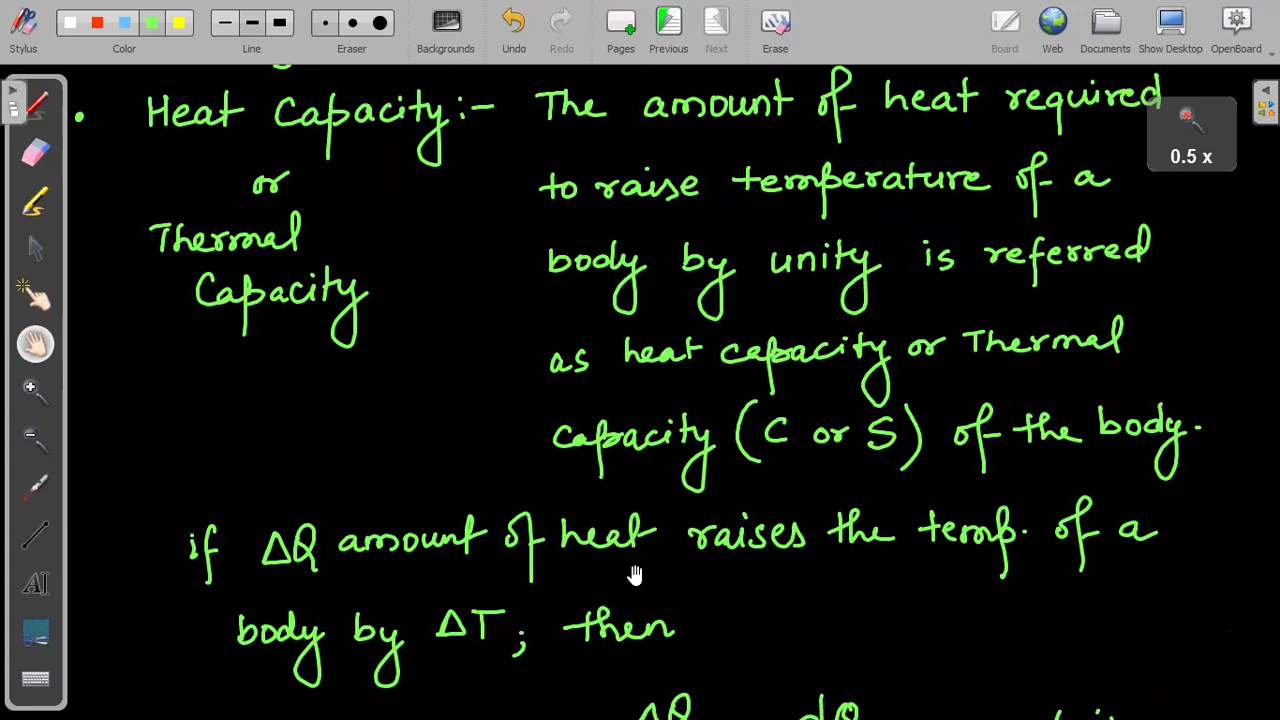 Stylus Color Line Eraser Backgrounds Undo Redo Pages Previous Next Erase Board Web Documents Show Desktop OpenBoard
0.5 x
Heat Capacity:- The amount of heat required
or to raise temperature of a
Thermal body by unity is referred
Capacity as heat capacity or Thermal
capacity (C or S) of the body.
if ΔQ amount of heat raises the temp. of a
body by ΔT; then
ΔQ dQ